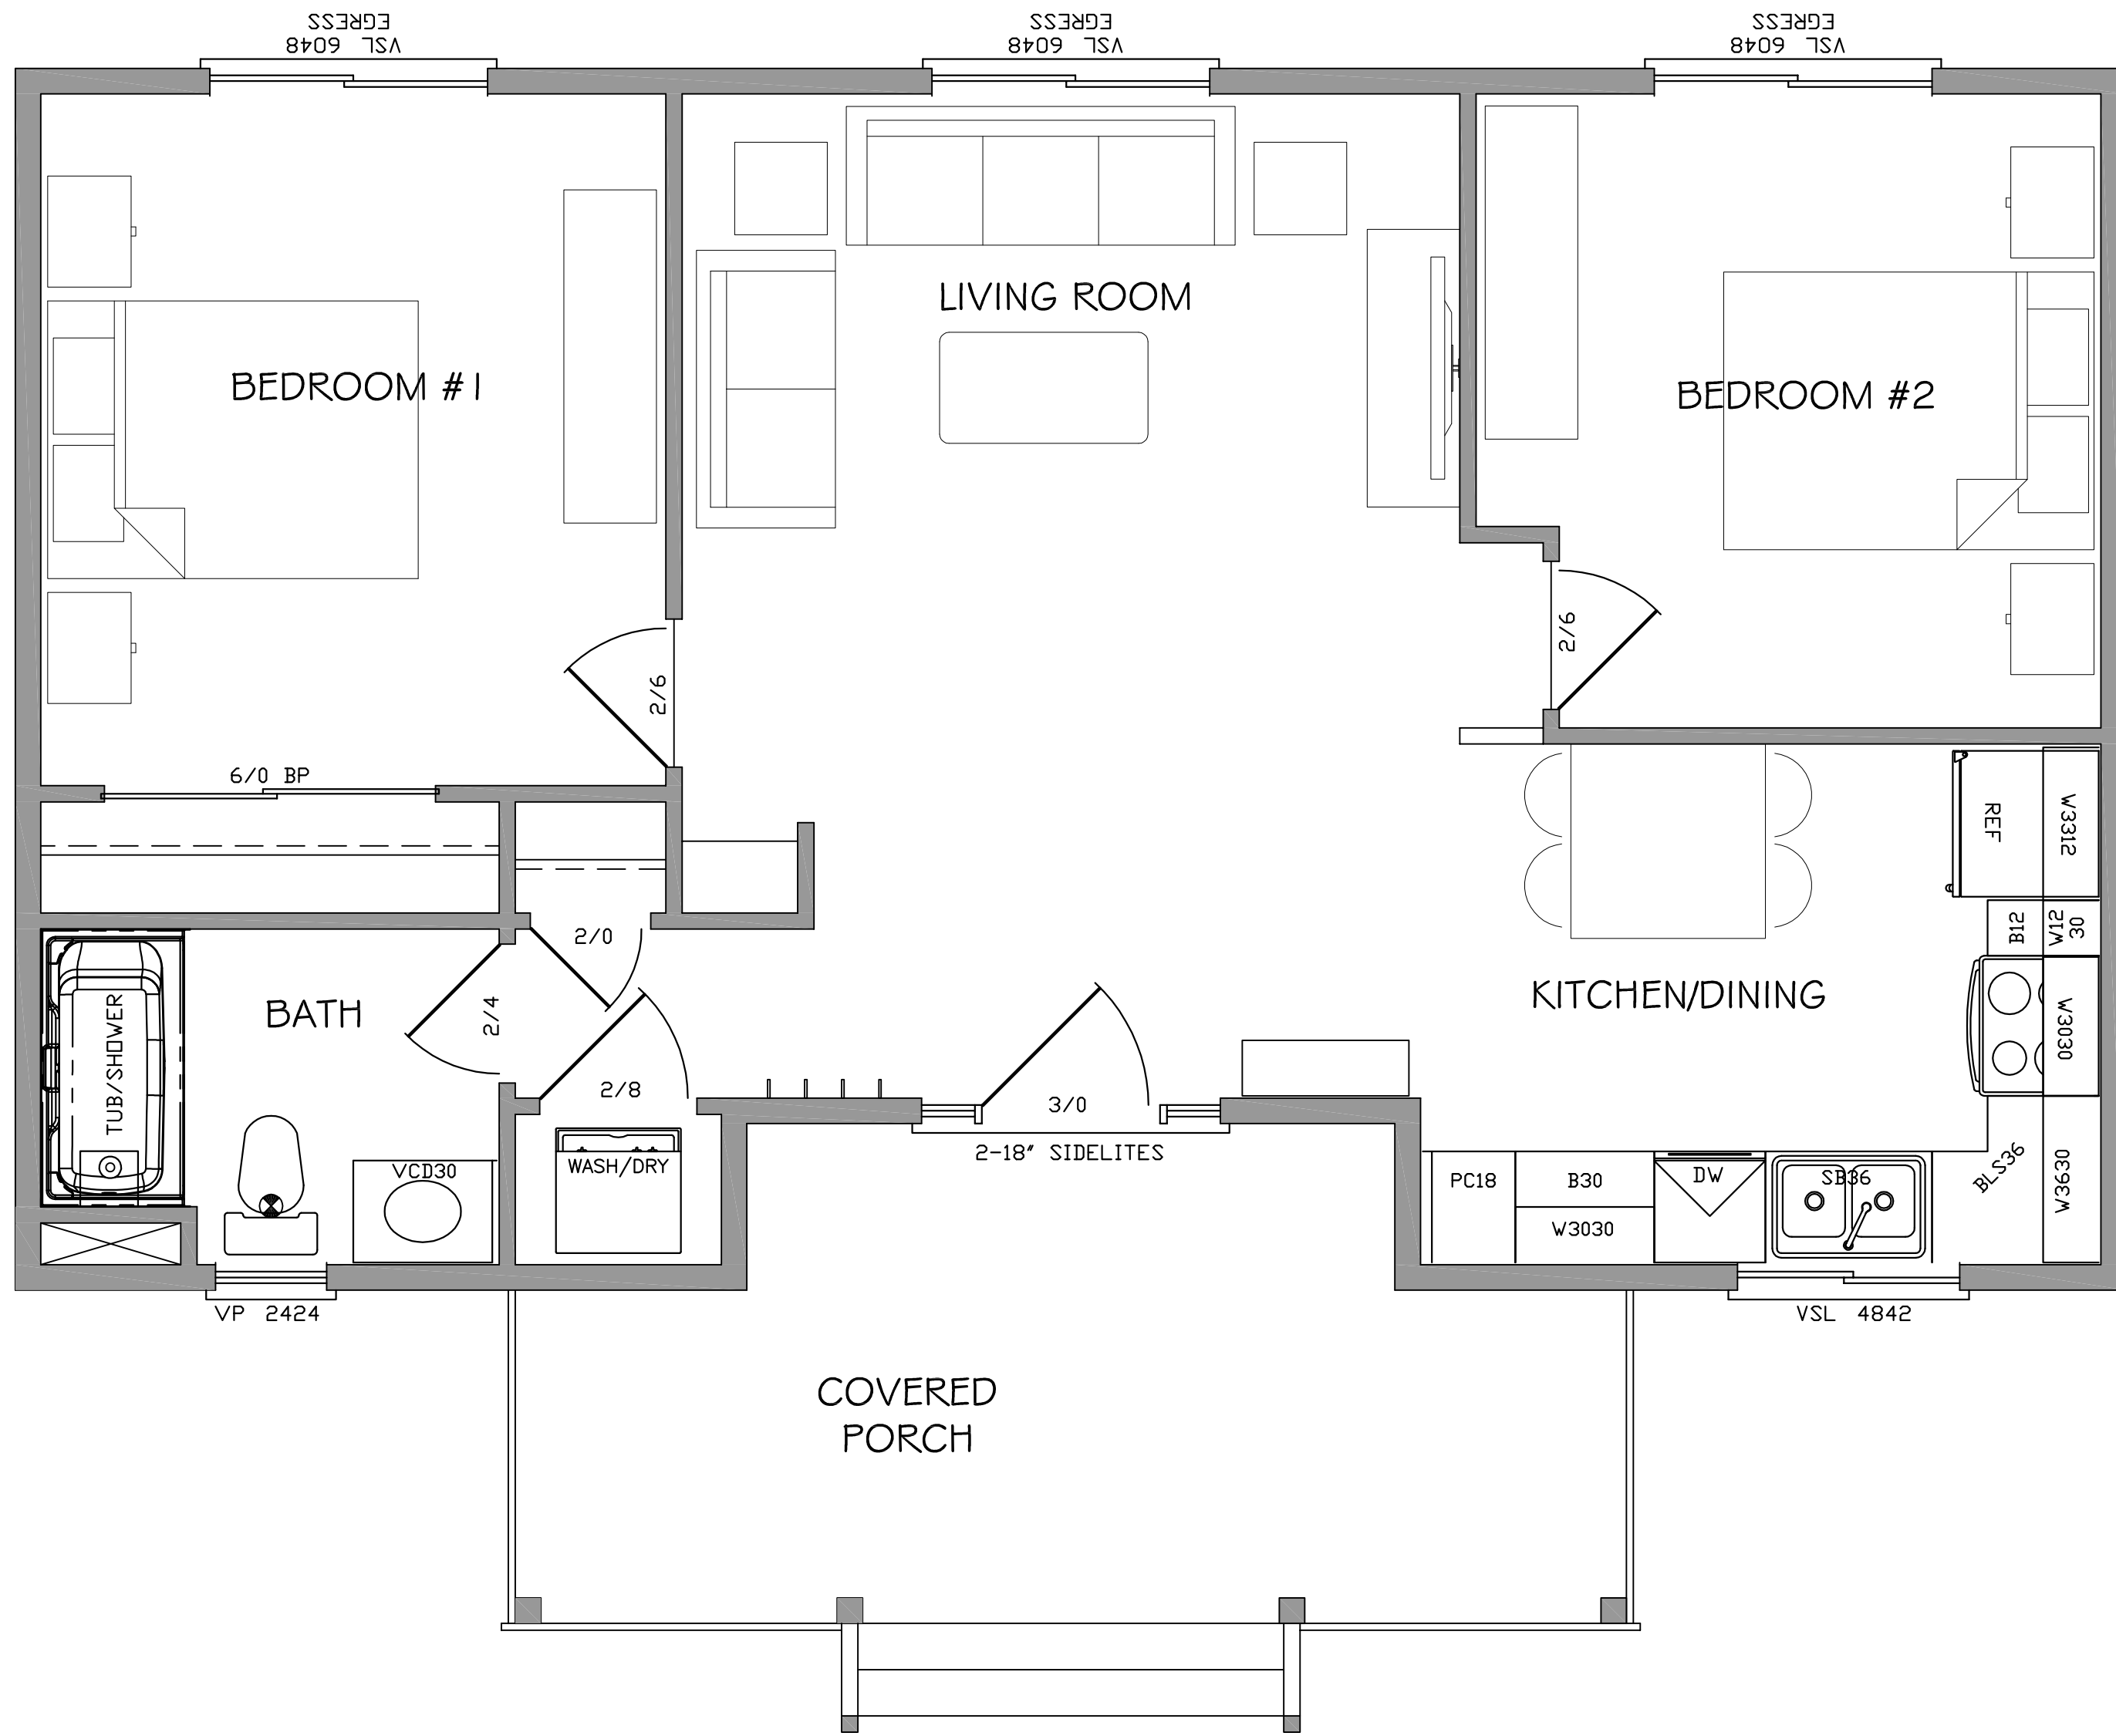 VSL 6048
EGRESS
VSL 6048
EGRESS
VSL 6048
EGRESS
LIVING ROOM
BEDROOM #1
BEDROOM #2
2/6
2/6
6/0 BP
REF
W3312
B12
W12
30
2/0
KITCHEN/DINING
BATH
2/4
TUB/SHOWER
W3030
2/8
3/0
2-18" SIDELITES
WASH/DRY
VCD30
PC18
B30
DW
SB36
BLS36
W3630
W3030
VP 2424
VSL 4842
COVERED
PORCH